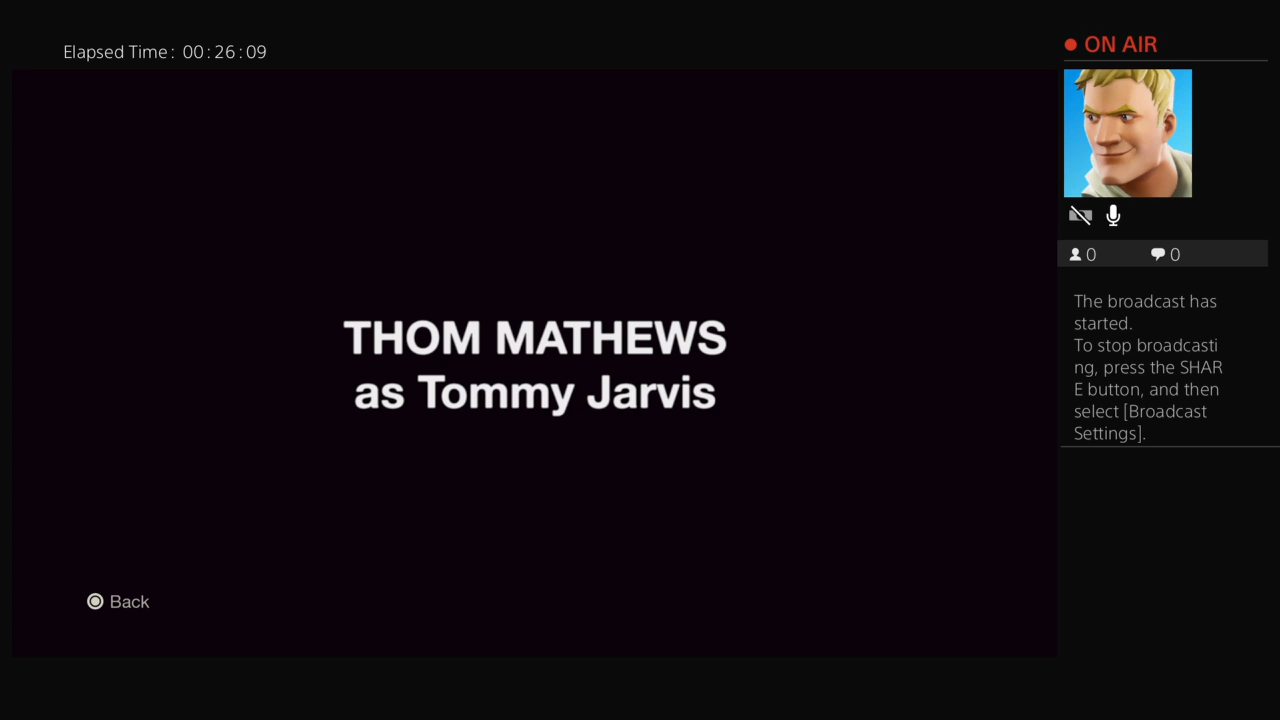 Elapsed Time: 00:26:09
ON AIR
0 0
The broadcast has
started.
To stop broadcasti
ng, press the SHAR
E button, and then
select [Broadcast
Settings].
THOM MATHEWS
as Tommy Jarvis
Back